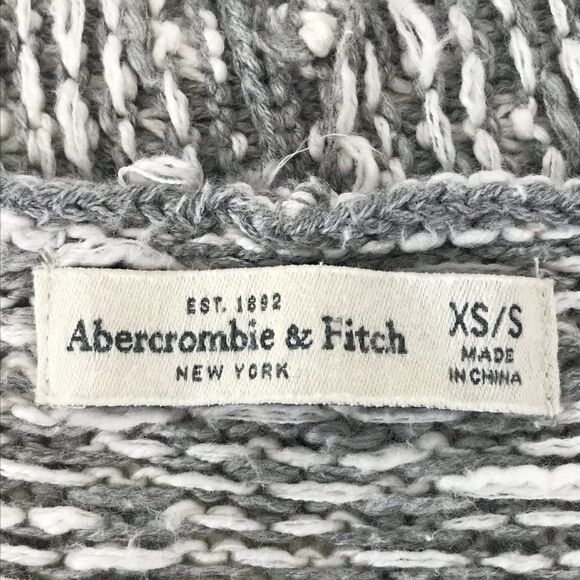 EST. 1892
Abercrombie & Fitch
NEW YORK
XS/S
MADE
IN CHINA